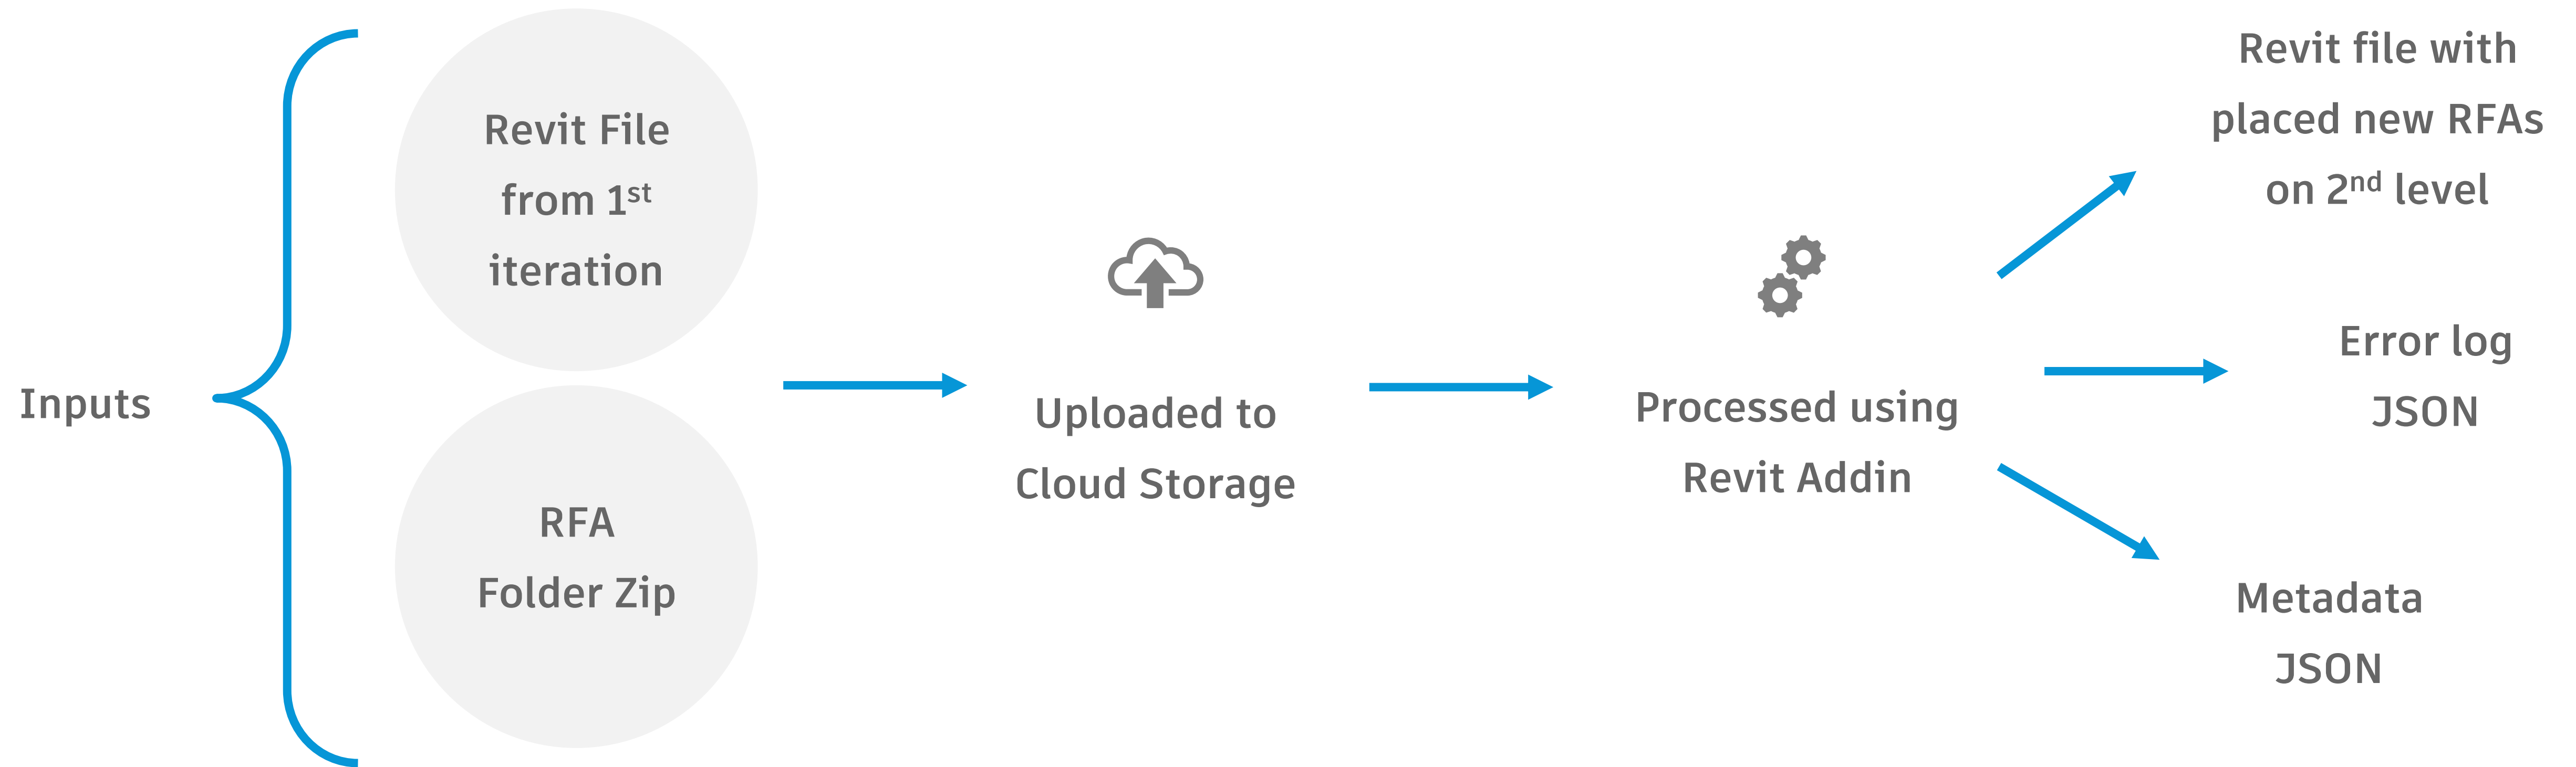 Inputs
Revit File
from 1st
iteration
RFA
Folder Zip
Uploaded to
Cloud Storage
Processed using
Revit Addin
Revit file with
placed new RFAs
on 2nd level
Error log
JSON
Metadata
JSON